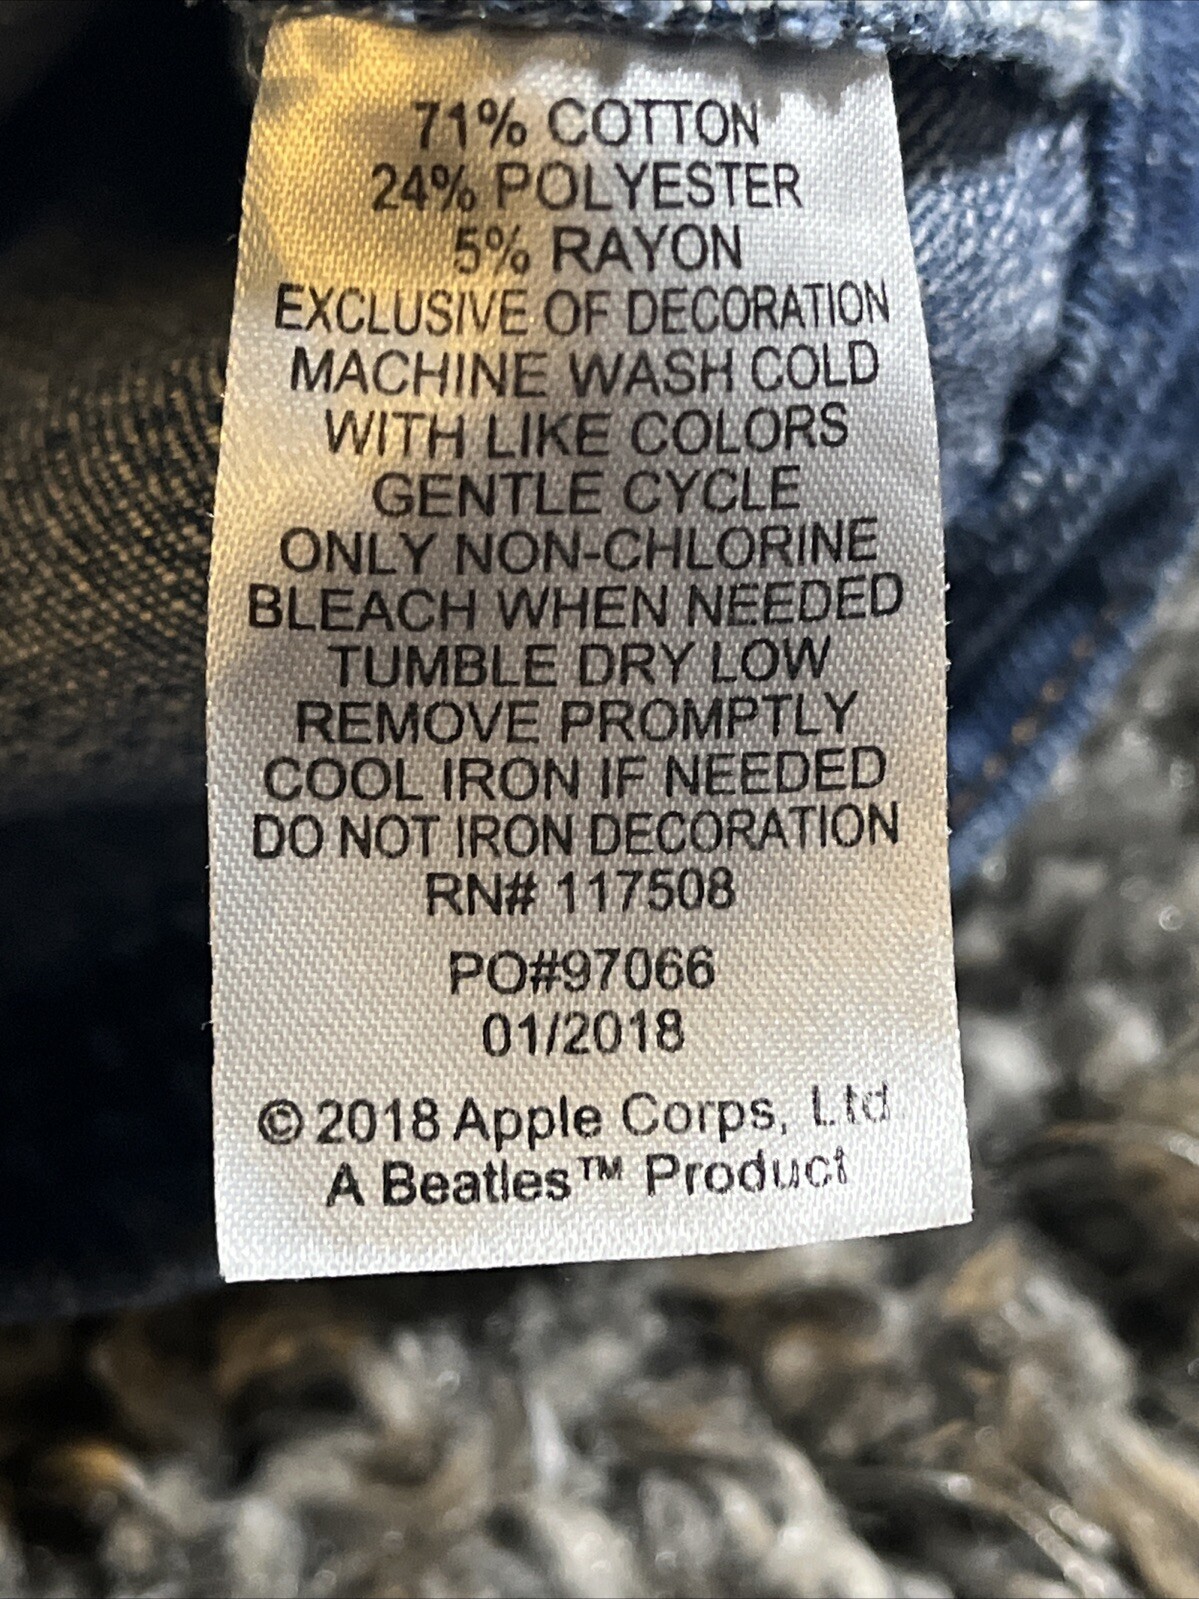 71% COTTON
24% POLYESTER
5% RAYON
EXCLUSIVE OF DECORATION
MACHINE WASH COLD
WITH LIKE COLORS
GENTLE CYCLE
ONLY NON-CHLORINE
BLEACH WHEN NEEDED
TUMBLE DRY LOW
REMOVE PROMPTLY
COOL IRON IF NEEDED
DO NOT IRON DECORATION
RN# 117508
PO#97066
01/2018
© 2018 Apple Corps, Ltd
A Beatles™ Product